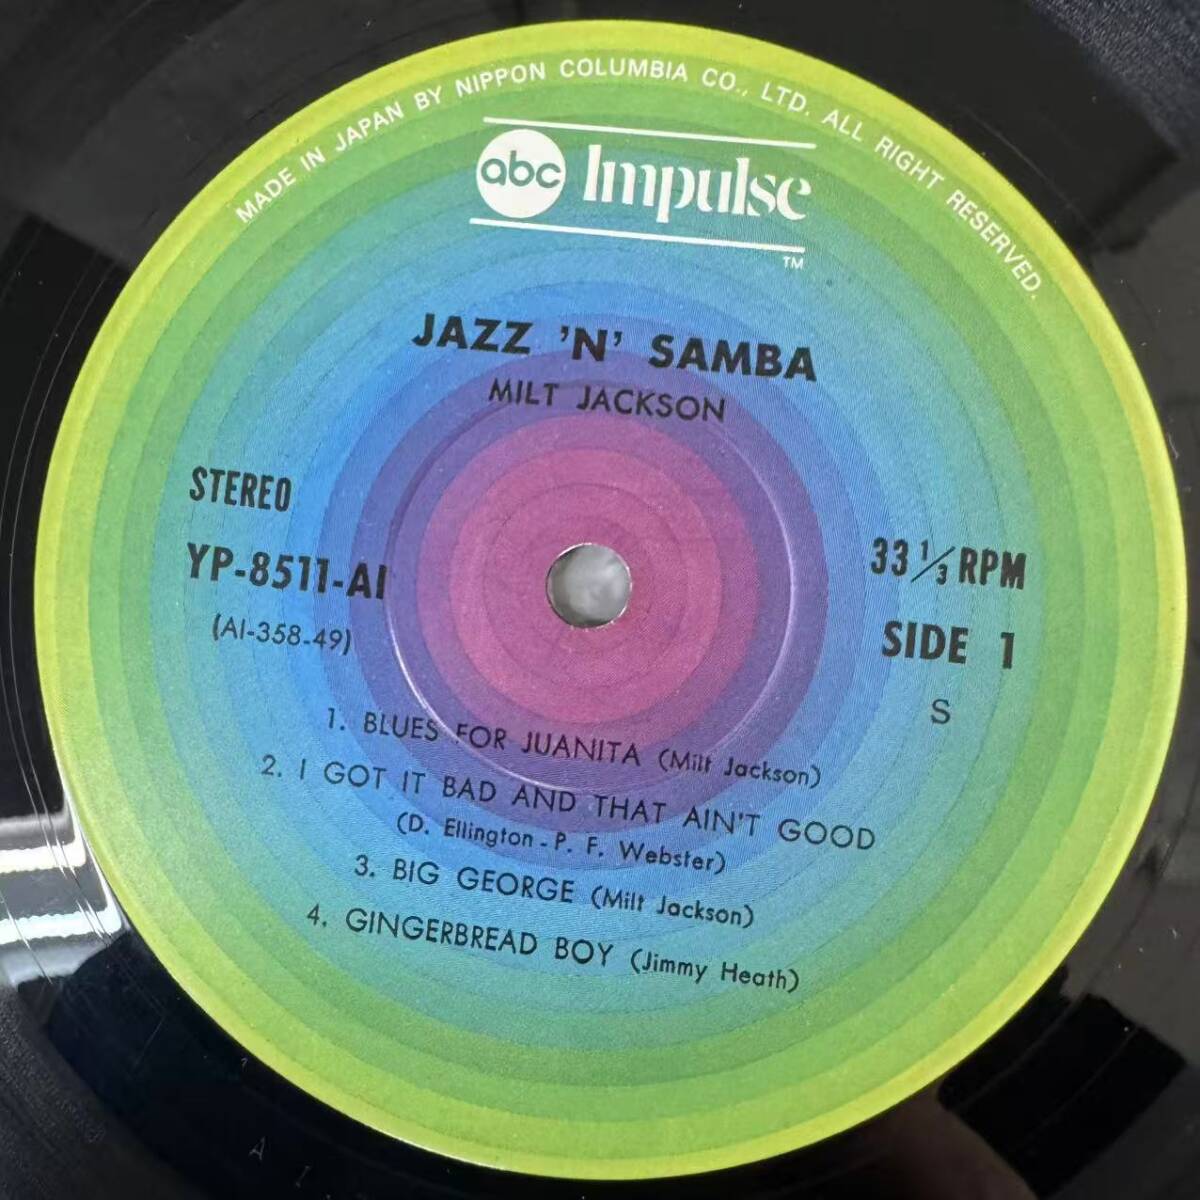 MADE IN JAPAN BY NIPPON COLUMBIA CO., LTD. ALL RIGHT RESERVED.
abc Impulse
TM
JAZZ 'N' SAMBA
MILT JACKSON
STEREO
YP-8511-AI
(AI-358-49)
33 1/3 RPM
SIDE 1
S
1. BLUES FOR JUANITA (Milt Jackson)
2. I GOT IT BAD AND THAT AIN'T GOOD
(D. Ellington - P. F. Webster)
3. BIG GEORGE (Milt Jackson)
4. GINGERBREAD BOY (Jimmy Heath)